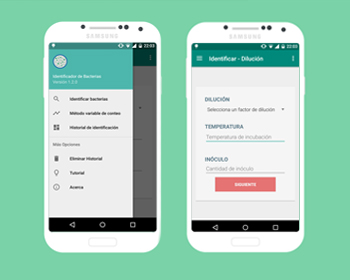 SAMSUNG
22:03
Identificador de Bacterias
Versión 1.2.0
Identificar bacterias
Método variable de conteo
Historial de identificación
Más Opciones
Eliminar Historial
Tutorial
Acerca
SAMSUNG
22:03
Identificar - Dilución
DILUCIÓN
Selecciona un factor de dilución
TEMPERATURA
Temperatura de incubación
INÓCULO
Cantidad de inóculo
SIGUIENTE